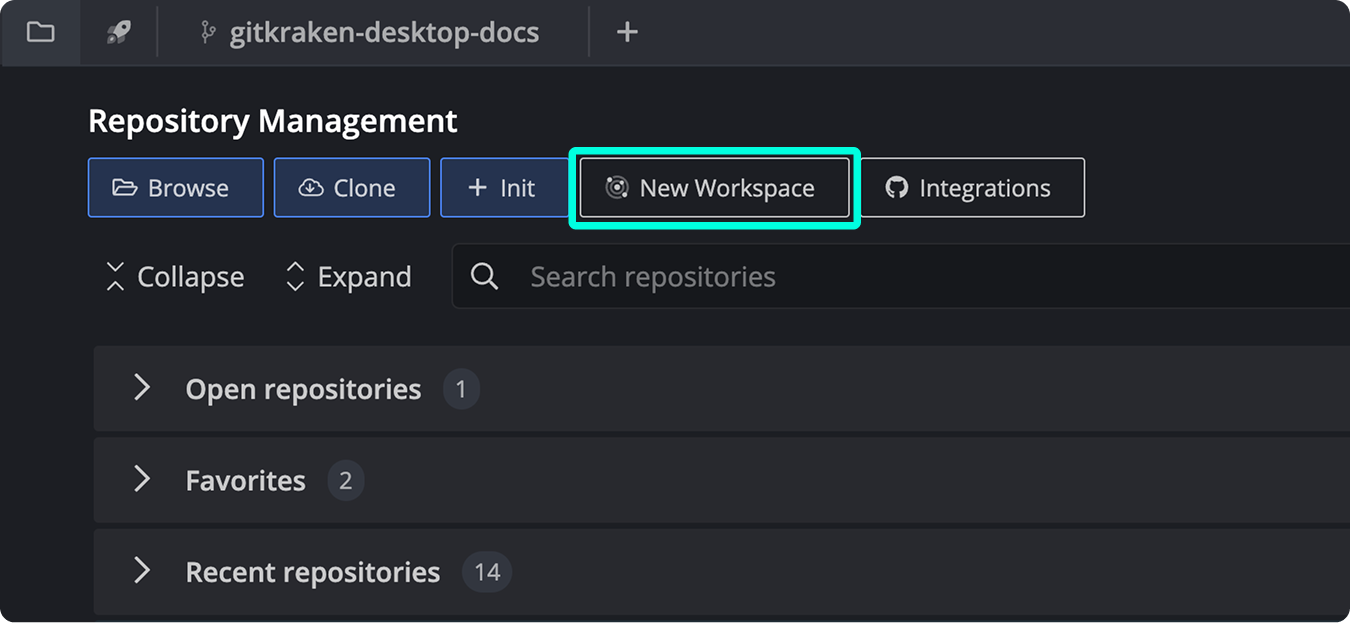 gitkraken-desktop-docs
Repository Management
Browse Clone Init New Workspace Integrations
Collapse Expand Search repositories
Open repositories 1
Favorites 2
Recent repositories 14